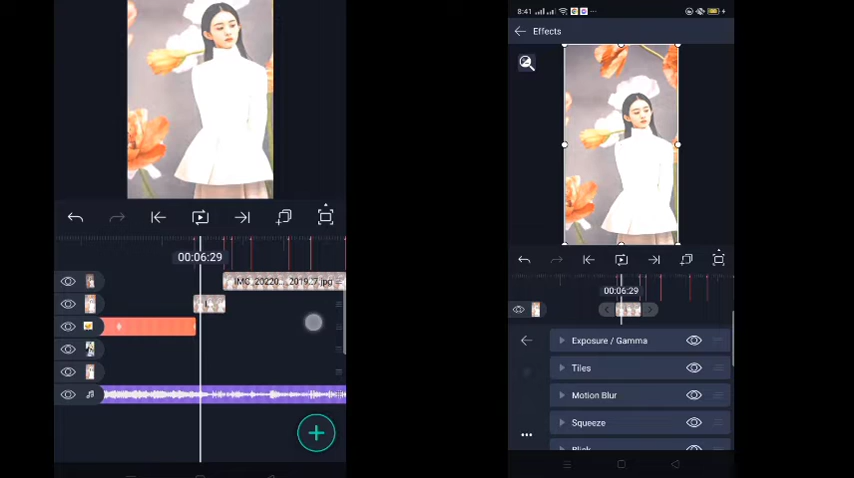 00:06:29
IMG_20220...2019...7.jpg
8:41
Effects
00:06:29
Exposure / Gamma
Tiles
Motion Blur
Squeeze